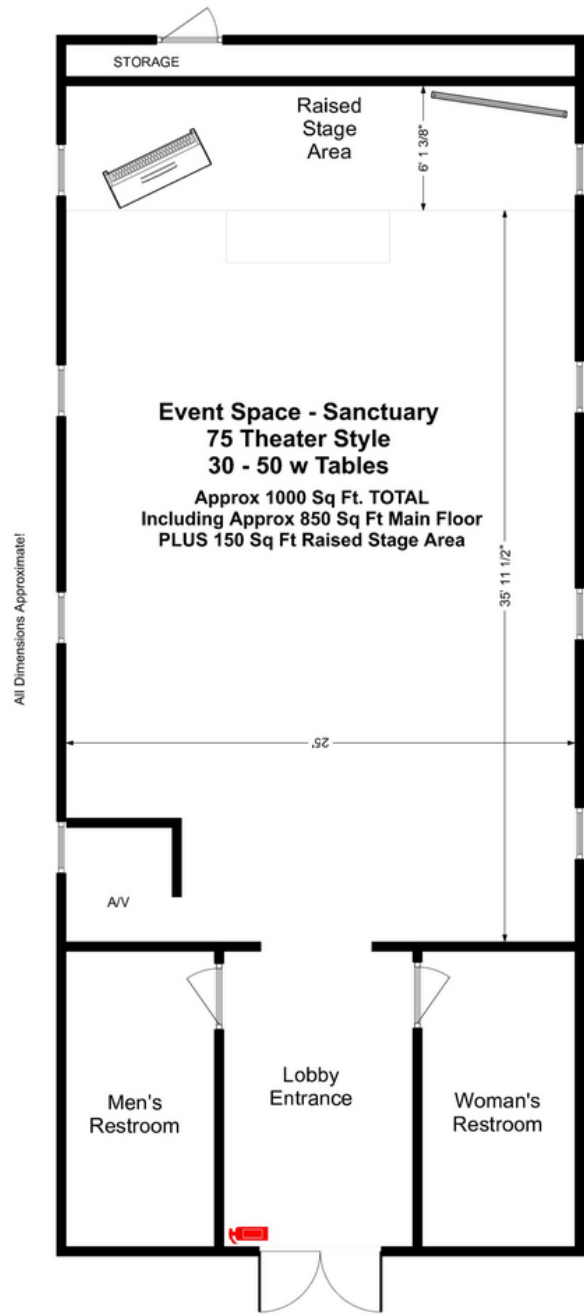 STORAGE
Raised
Stage
Area
6' 1 3/8"
Event Space - Sanctuary
75 Theater Style
30 - 50 w Tables
Approx 1000 Sq Ft. TOTAL
Including Approx 850 Sq Ft Main Floor
PLUS 150 Sq Ft Raised Stage Area
35' 11 1/2"
All Dimensions Approximate!
25'
A/V
Men's
Restroom
Lobby
Entrance
Woman's
Restroom